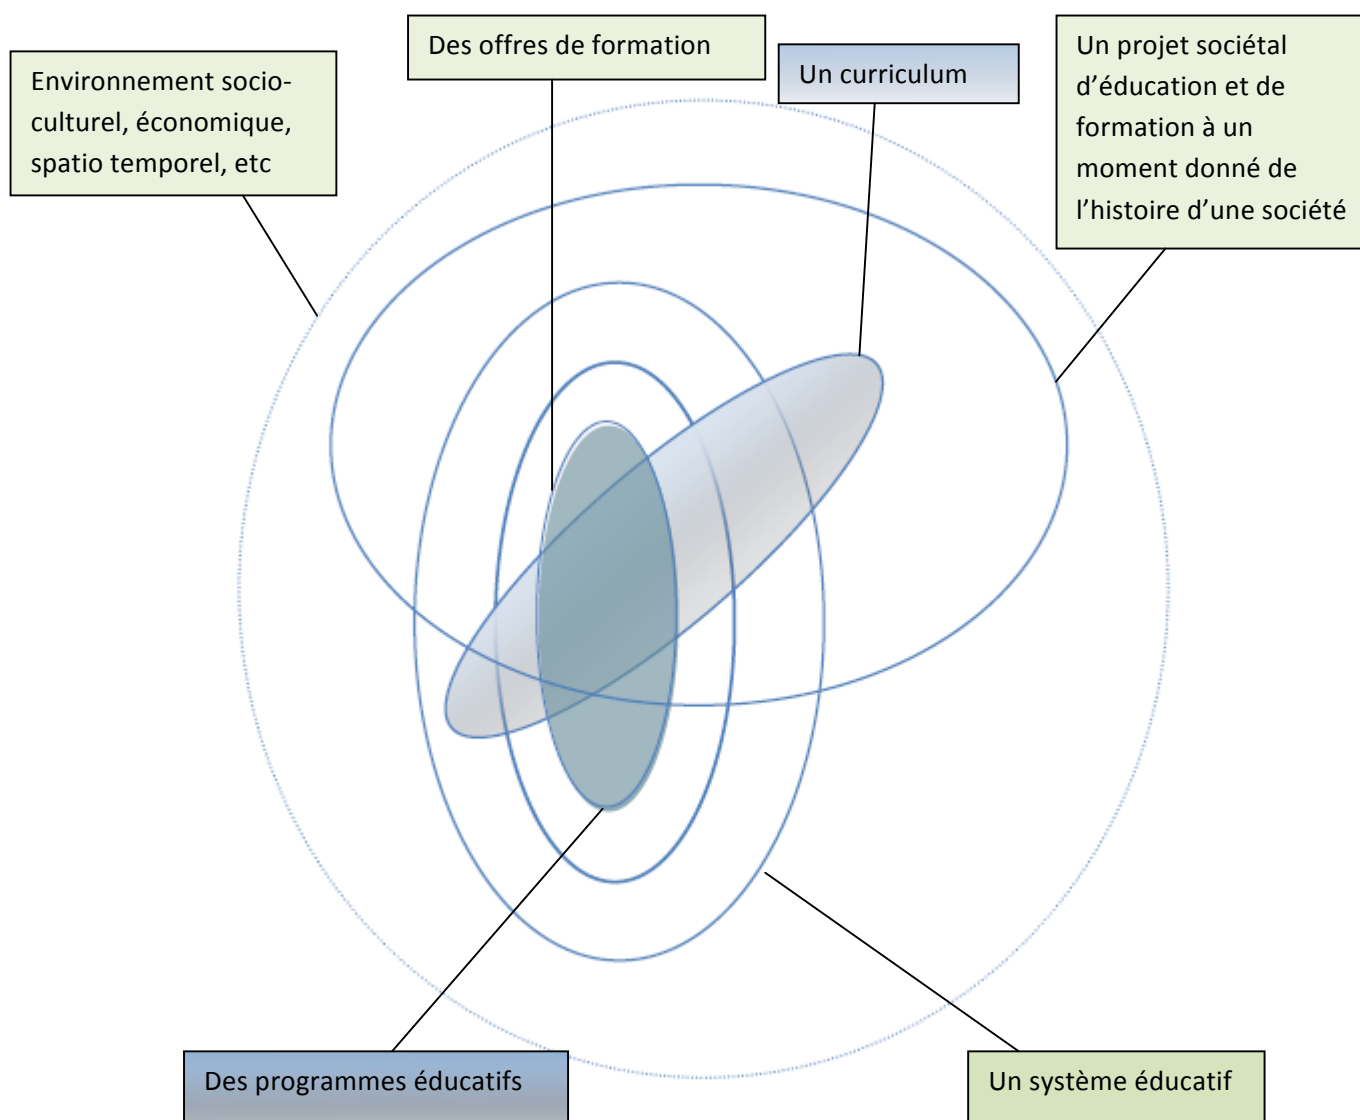 Des offres de formation
Un curriculum
Un projet sociétal
d’éducation et de
formation à un
moment donné de
l’histoire d’une société
Environnement socio-
culturel, économique,
spatio temporel, etc
Des programmes éducatifs
Un système éducatif